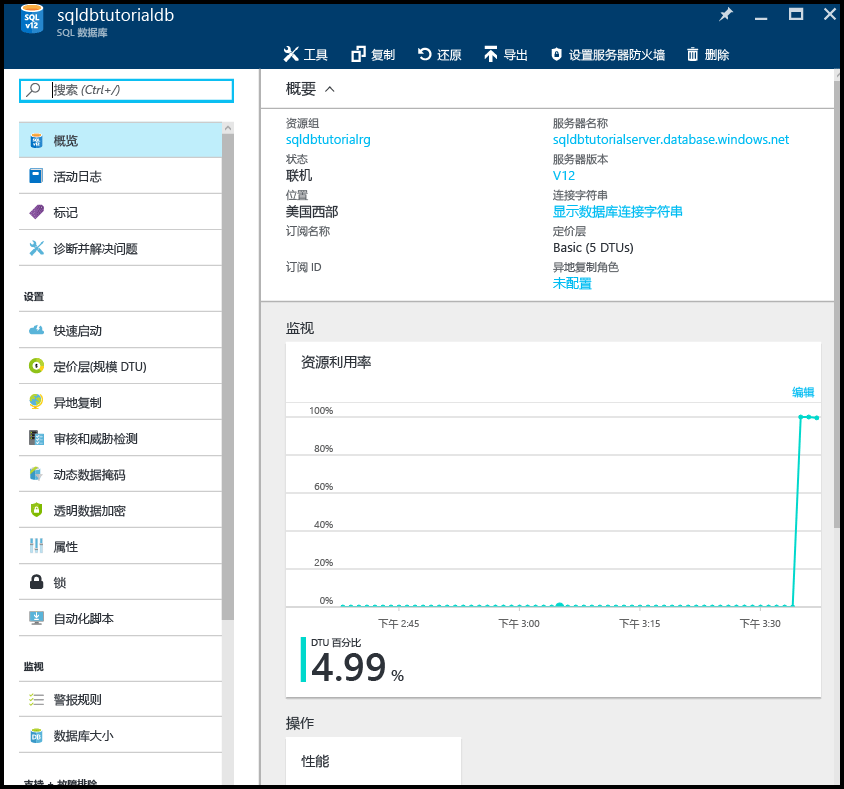 sqldbtutorialdb
SQL 数据库
SQL v12
工具 复制 还原 导出 设置服务器防火墙 删除
搜索 (Ctrl+/)
概览
活动日志
标记
诊断并解决问题
设置
快速启动
定价层(规模 DTU)
异地复制
审核和威胁检测
动态数据掩码
透明数据加密
属性
锁
自动化脚本
监视
警报规则
数据库大小
支持 + 故障排除
概要
资源组
sqldbtutorialrg
状态
联机
位置
美国西部
订阅名称
订阅 ID
服务器名称
sqldbtutorialserver.database.windows.net
服务器版本
V12
连接字符串
显示数据库连接字符串
定价层
Basic (5 DTUs)
异地复制角色
未配置
监视
资源利用率
编辑
100%
80%
60%
40%
20%
0%
下午 2:45 下午 3:00 下午 3:15 下午 3:30
DTU 百分比
4.99 %
操作
性能